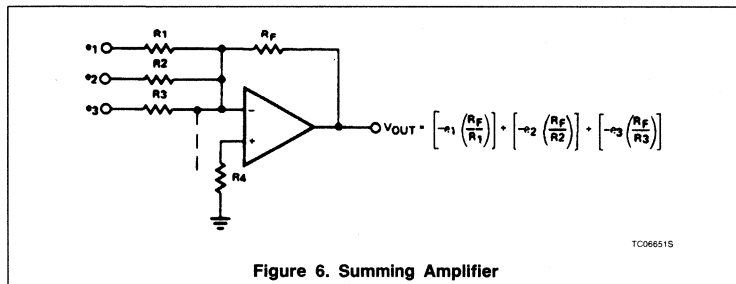 e1 R1 RF
e2 R2
e3 R3
−
+
VOUT = [-e1 (RF/R1)] + [-e2 (RF/R2)] + [-e3 (RF/R3)]
R4
TC06651S
Figure 6. Summing Amplifier